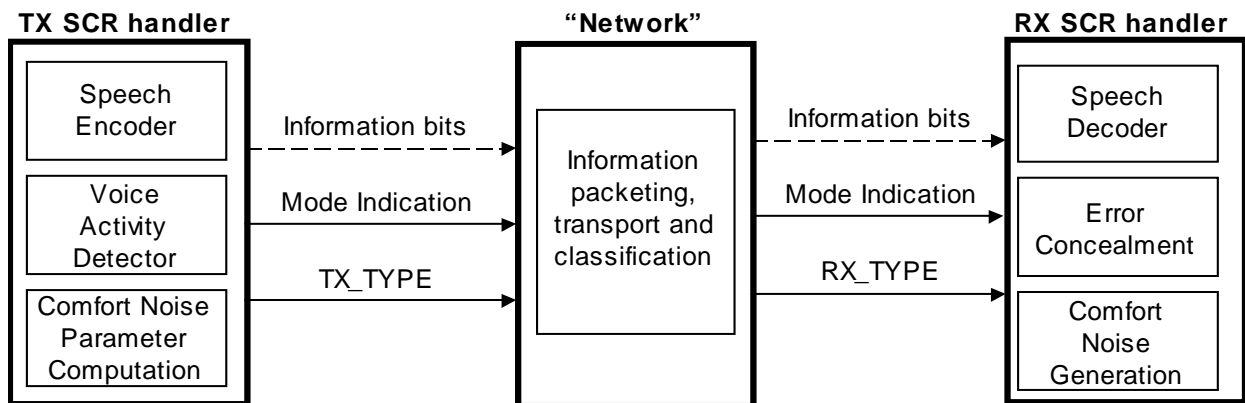 TX SCR handler
Speech
Encoder
Voice
Activity
Detector
Comfort Noise
Parameter
Computation
Information bits
Mode Indication
TX_TYPE
“Network”
Information
packeting,
transport and
classification
Information bits
Mode Indication
RX_TYPE
RX SCR handler
Speech
Decoder
Error
Concealment
Comfort
Noise
Generation